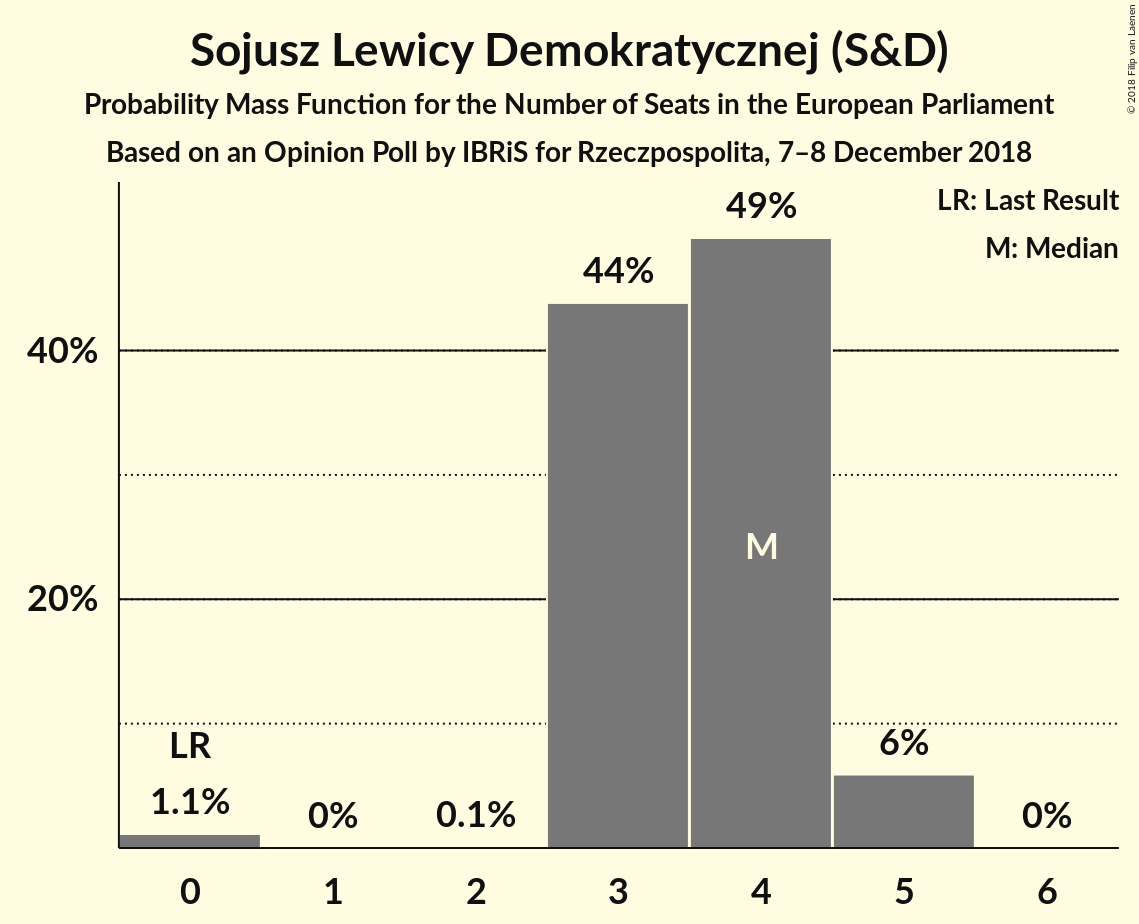 Sojusz Lewicy Demokratycznej (S&D)
Probability Mass Function for the Number of Seats in the European Parliament
Based on an Opinion Poll by IBRiS for Rzeczpospolita, 7–8 December 2018
© 2018 Filip van Laenen
LR: Last Result
M: Median
49%
44%
40%
M
20%
LR
6%
1.1%
0%
0.1%
0%
0 1 2 3 4 5 6